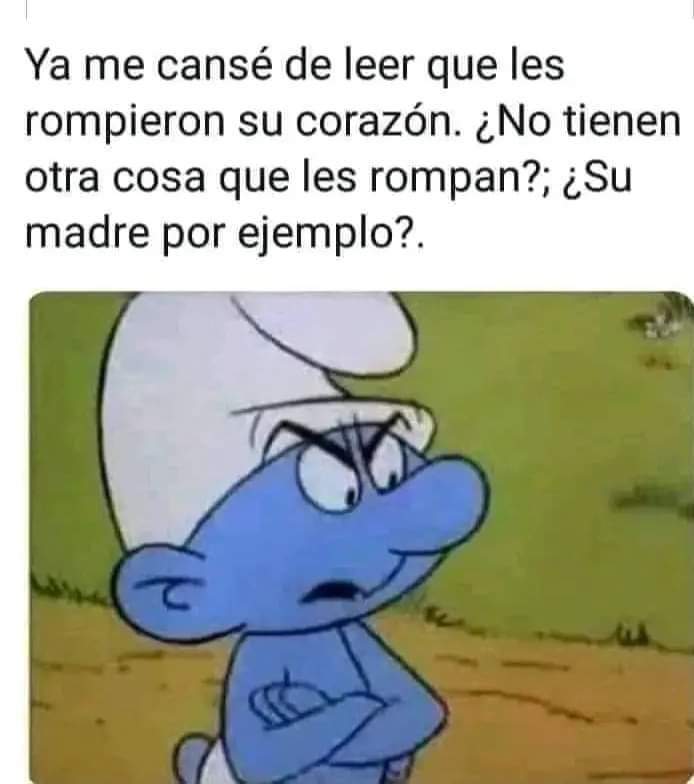 Ya me cansé de leer que les
rompieron su corazón. ¿No tienen
otra cosa que les rompan?; ¿Su
madre por ejemplo?.